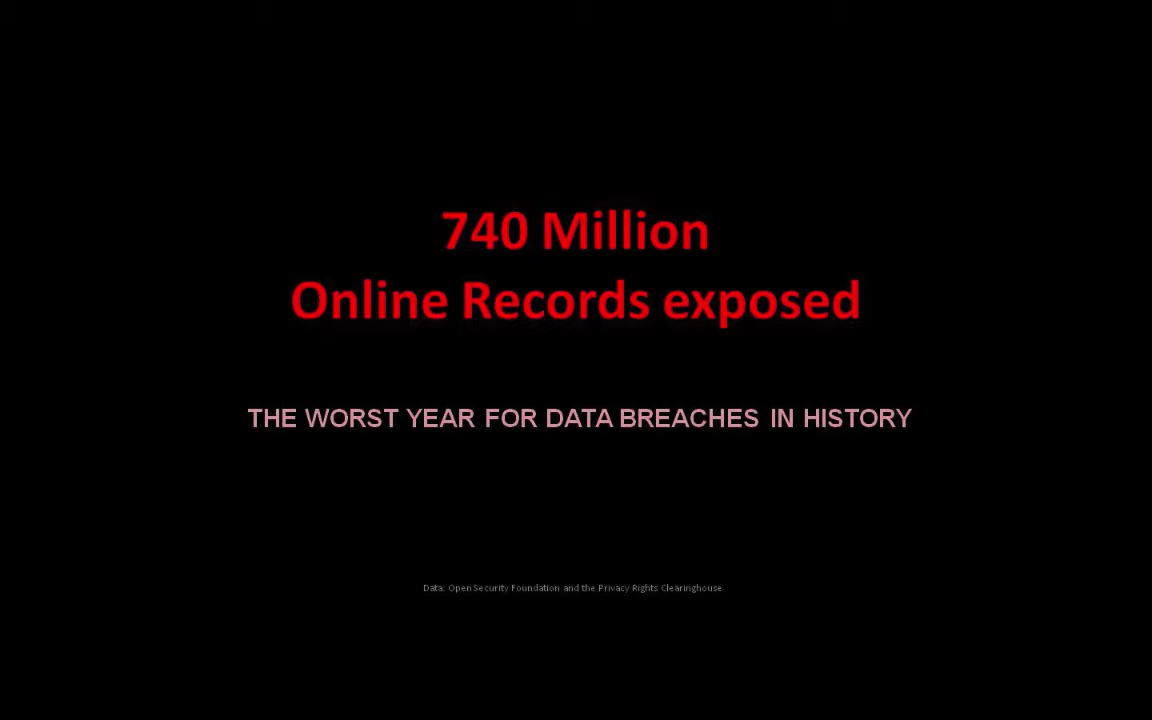 740 Million
Online Records exposed
THE WORST YEAR FOR DATA BREACHES IN HISTORY
Data: Open Security Foundation and the Privacy Rights Clearinghouse